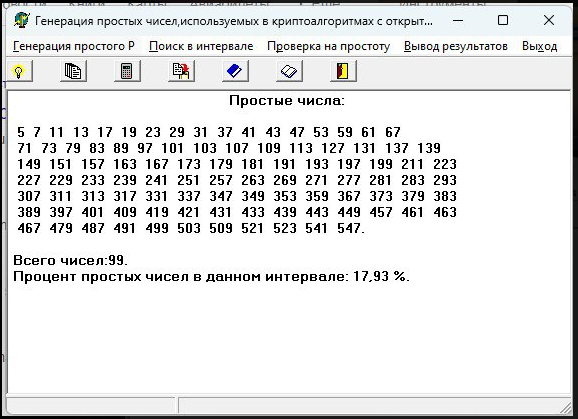 Генерация простых чисел,используемых в криптоалгоритмах с открыт...
Генерация простого P Поиск в интервале Проверка на простоту Вывод результатов Выход
Простые числа:
5 7 11 13 17 19 23 29 31 37 41 43 47 53 59 61 67
71 73 79 83 89 97 101 103 107 109 113 127 131 137 139
149 151 157 163 167 173 179 181 191 193 197 199 211 223
227 229 233 239 241 251 257 263 269 271 277 281 283 293
307 311 313 317 331 337 347 349 353 359 367 373 379 383
389 397 401 409 419 421 431 433 439 443 449 457 461 463
467 479 487 491 499 503 509 521 523 541 547.
Всего чисел:99.
Процент простых чисел в данном интервале: 17,93 %.